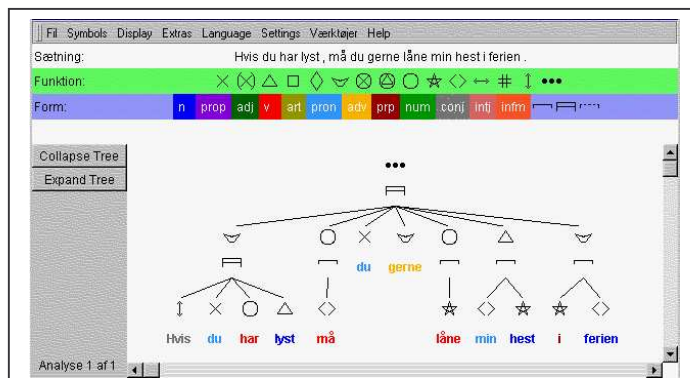 Fil Symbols Display Extras Language Settings Værktøjer Help
Sætning: Hvis du har lyst , må du gerne låne min hest i ferien .
Funktion:
Form: n prop adj v art pron adv prp num conj intj infm
Collapse Tree
Expand Tree
du gerne
Hvis du har lyst må låne min hest i ferien
Analyse 1 af 1